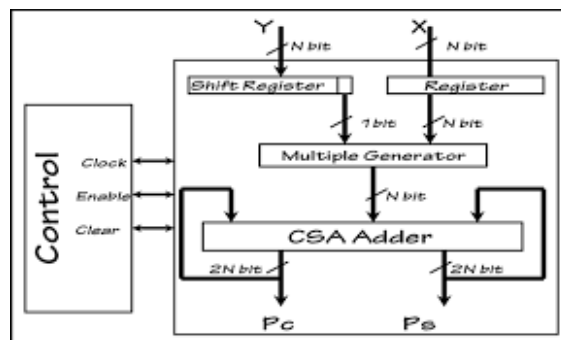 Y X
N bit N bit
Shift Register Register
1 bit N bit
Multiple Generator
Control
Clock
Enable
Clear
N bit
CSA Adder
2N bit 2N bit
Pc Ps